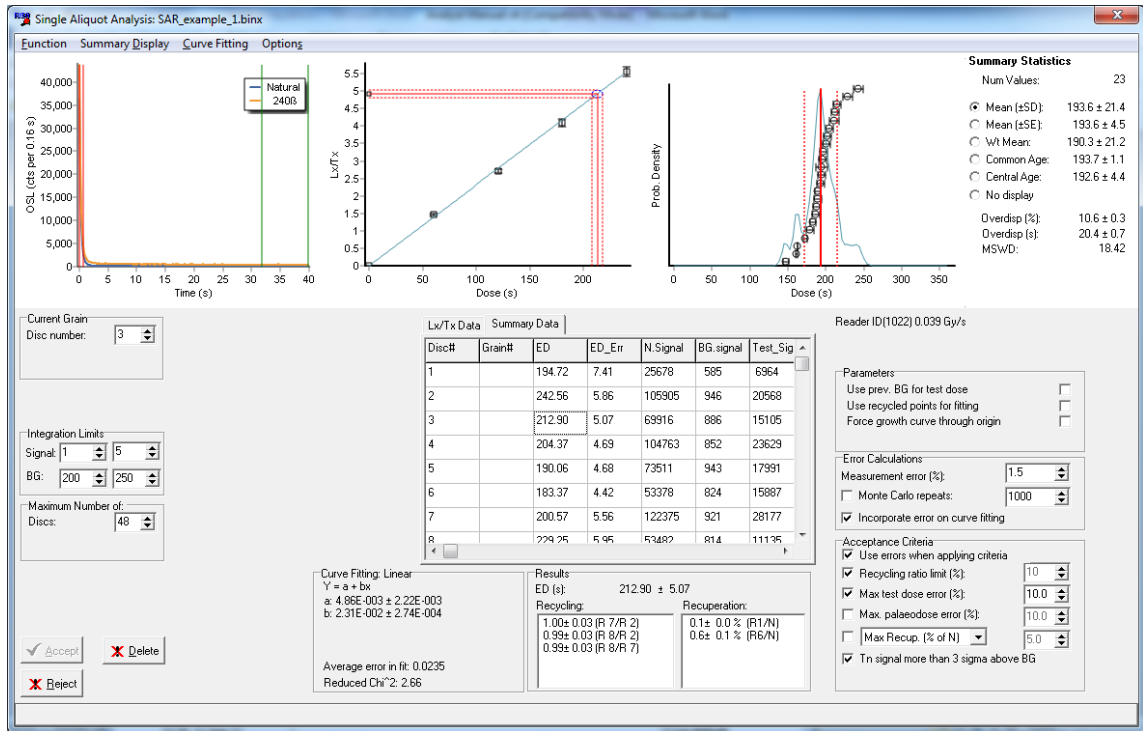 Single Aliquot Analysis: SAR_example_1.binx
Function Summary Display Curve Fitting Options
40,000
35,000
30,000
25,000
20,000
15,000
10,000
5,000
0
OSL (cts per 0.16 s)
0 5 10 15 20 25 30 35 40
Time (s)
Natural
240ß
5.5
5
4.5
4
3.5
3
2.5
2
1.5
1
0.5
0
Lx/Tx
0 50 100 150 200
Dose (s)
Prob. Density
0 50 100 150 200 250 300 350
Dose (s)
Summary Statistics
Num Values: 23
Mean (±SD): 193.6 ± 21.4
Mean (±SE): 193.6 ± 4.5
Wt Mean: 190.3 ± 21.2
Common Age: 193.7 ± 1.1
Central Age: 192.6 ± 4.4
No display
Overdisp (%): 10.6 ± 0.3
Overdisp (s): 20.4 ± 0.7
MSWD: 18.42
Current Grain
Disc number: 3
Integration Limits
Signal: 1 5
BG: 200 250
Maximum Number of:
Discs: 48
Accept Delete
Reject
Lx/Tx Data Summary Data
Disc# Grain# ED ED_Err N.Signal BG.signal Test_Sig
1 194.72 7.41 25678 585 6964
2 242.56 5.86 105905 946 20568
3 212.90 5.07 69916 886 15105
4 204.37 4.69 104763 852 23629
5 190.06 4.68 73511 943 17991
6 183.37 4.42 53378 824 15887
7 200.57 5.56 122375 921 28177
8 229.25 5.95 53482 814 11135
Curve Fitting: Linear
Y = a + bx
a: 4.86E-003 ± 2.22E-003
b: 2.31E-002 ± 2.74E-004
Average error in fit: 0.0235
Reduced Chi^2: 2.66
Results
ED (s): 212.90 ± 5.07
Recycling:
1.00± 0.03 (R 7/R 2)
0.99± 0.03 (R 8/R 2)
0.99± 0.03 (R 8/R 7)
Recuperation:
0.1± 0.0 % (R1/N)
0.6± 0.1 % (R6/N)
Reader ID(1022) 0.039 Gy/s
Parameters
Use prev. BG for test dose
Use recycled points for fitting
Force growth curve through origin
Error Calculations
Measurement error (%): 1.5
Monte Carlo repeats: 1000
Incorporate error on curve fitting
Acceptance Criteria
Use errors when applying criteria
Recycling ratio limit (%): 10
Max test dose error (%): 10.0
Max. palaeodose error (%): 10.0
Max Recup. (% of N) 5.0
Tn signal more than 3 sigma above BG